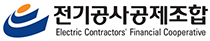 전기공사공제조합
Electric Contractors' Financial Cooperative